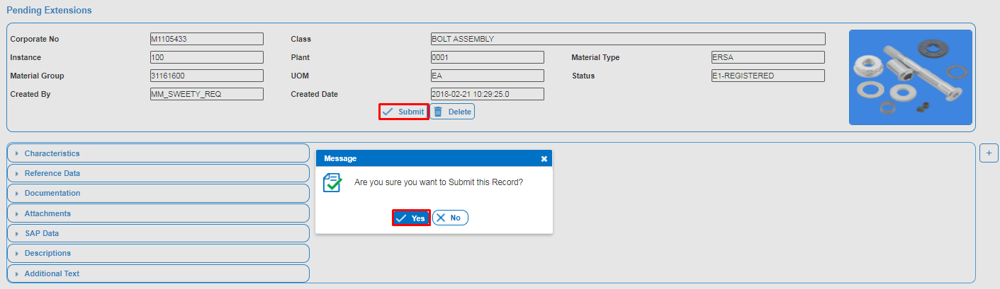 Pending Extensions
Corporate No M1105433 Class BOLT ASSEMBLY
Instance 100 Plant 0001 Material Type ERSA
Material Group 31161600 UOM EA Status E1-REGISTERED
Created By MM_SWEETY_REQ Created Date 2018-02-21 10:29:25.0
Submit Delete
Characteristics
Reference Data
Documentation
Attachments
SAP Data
Descriptions
Additional Text
Message
Are you sure you want to Submit this Record?
Yes No
+